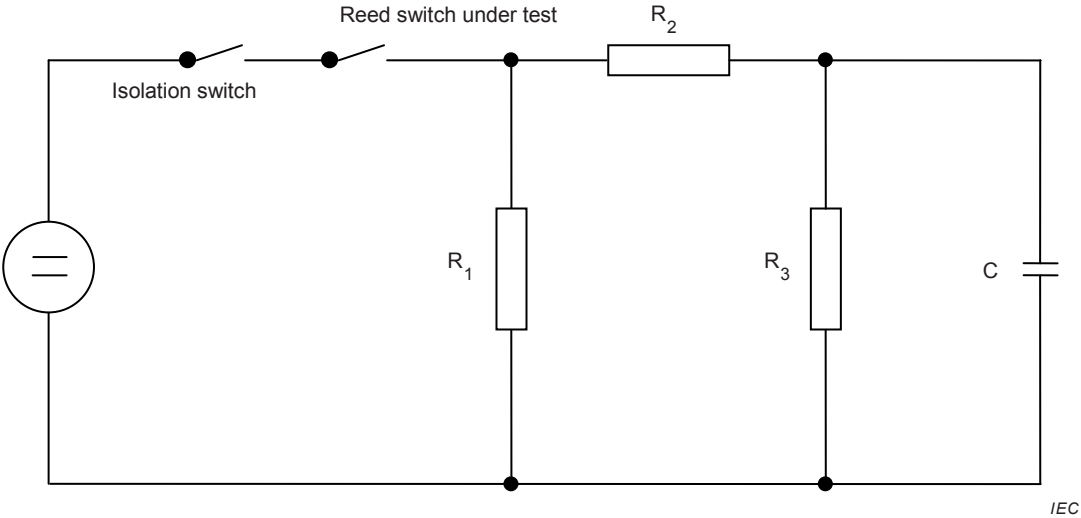 Reed switch under test
R2
Isolation switch
R1
R3
C
IEC